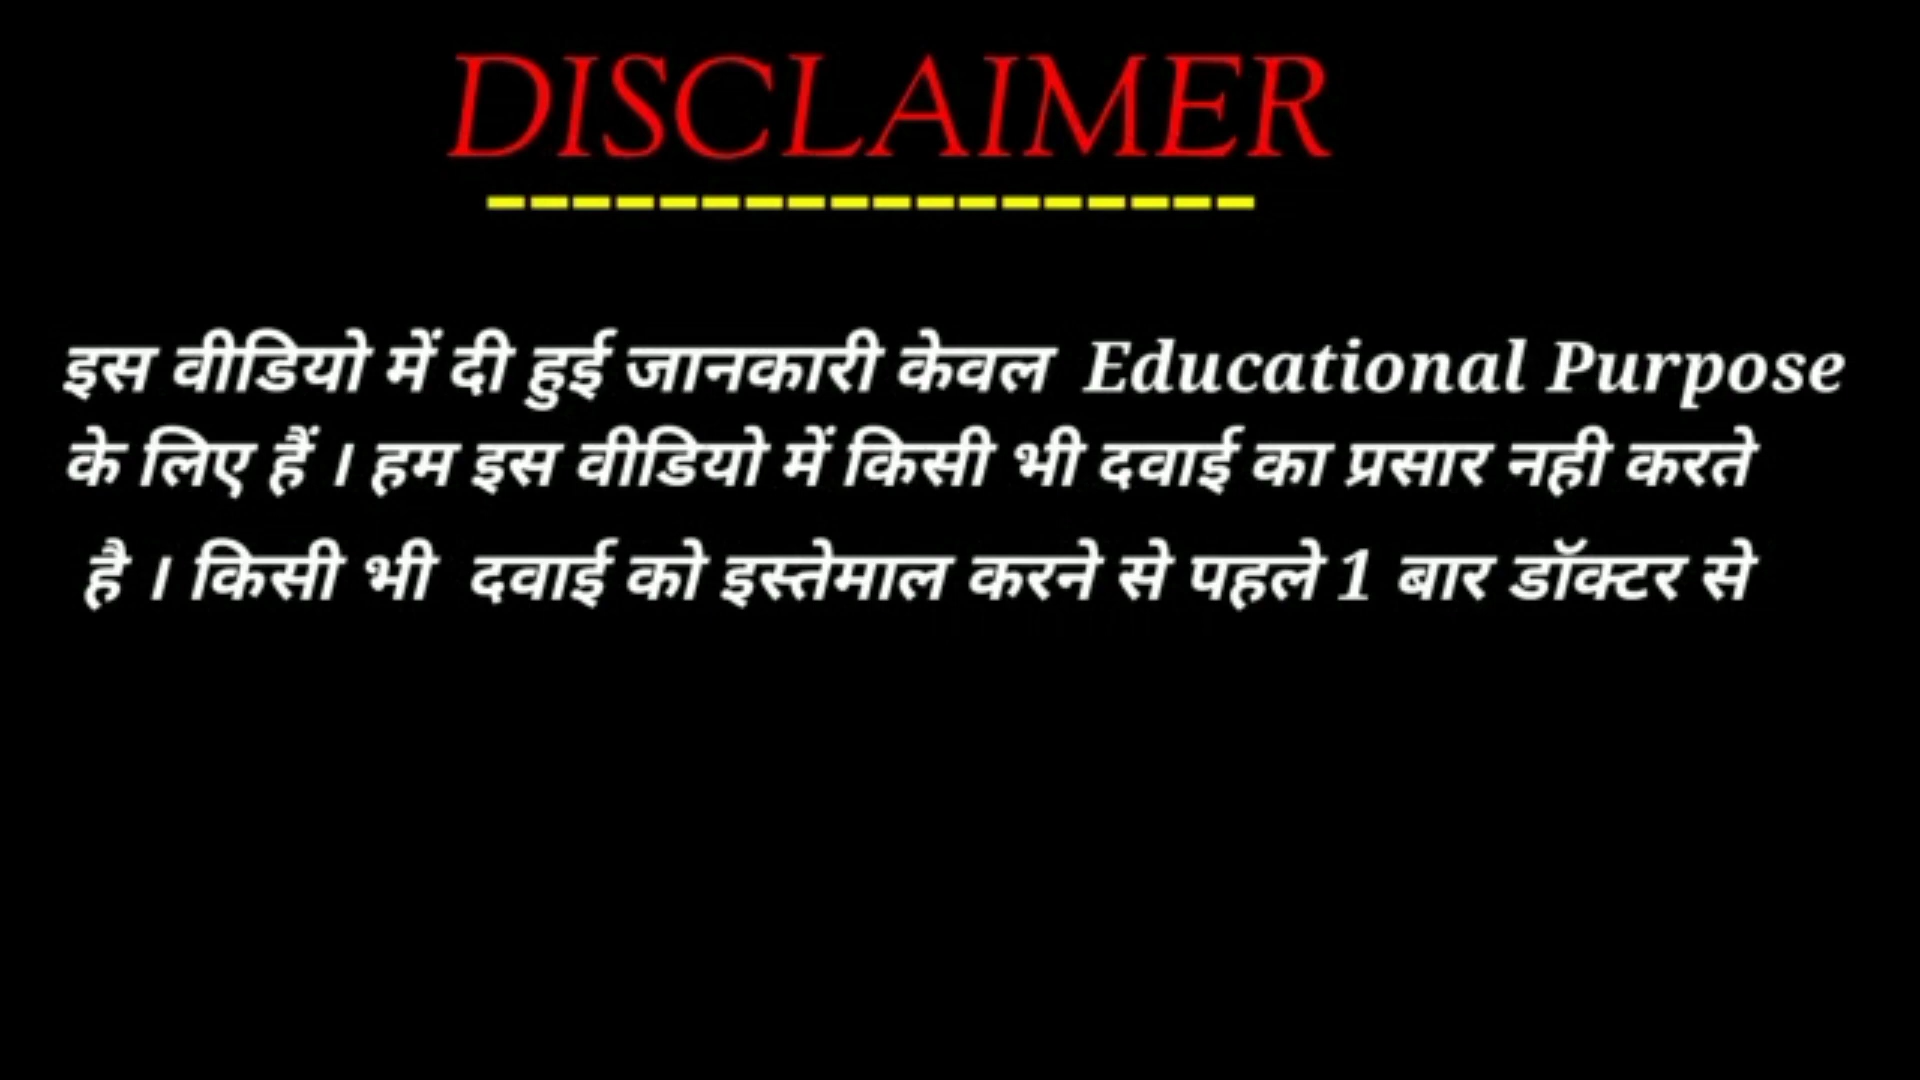 DISCLAIMER
------------------
इस वीडियो में दी हुई जानकारी केवल Educational Purpose
के लिए हैं । हम इस वीडियो में किसी भी दवाई का प्रसार नही करते
है । किसी भी दवाई को इस्तेमाल करने से पहले 1 बार डॉक्टर से